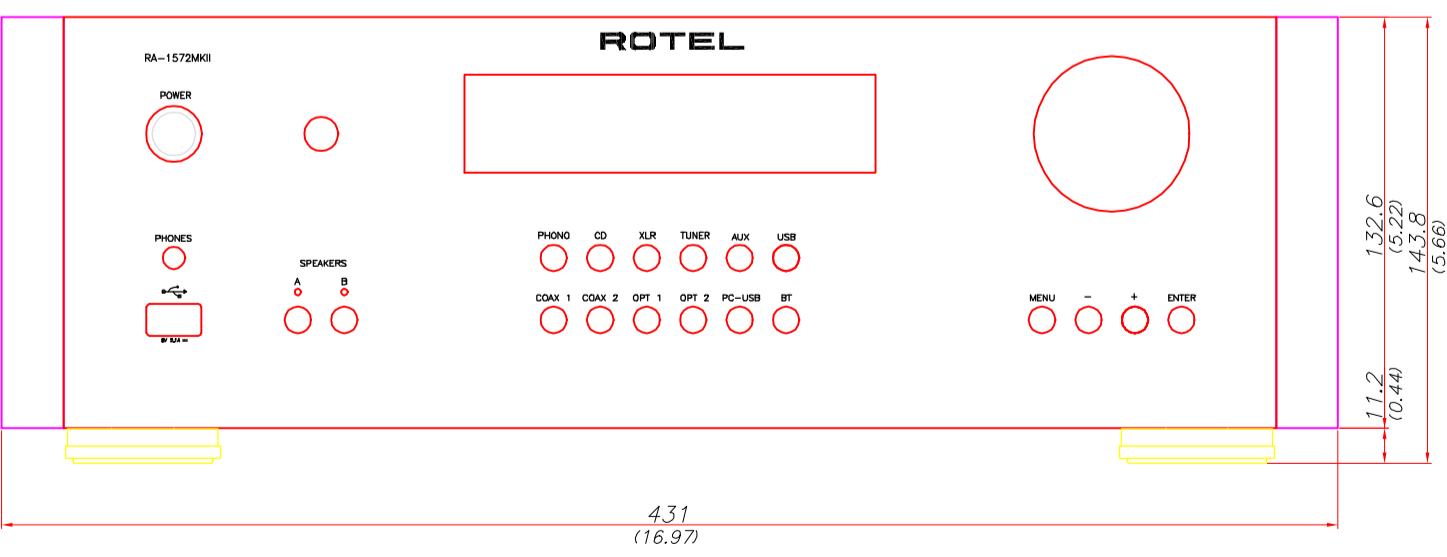 ROTEL
RA-1572MKII
POWER
PHONES
SPEAKERS
A B
PHONO CD XLR TUNER AUX USB
COAX 1 COAX 2 OPT 1 OPT 2 PC-USB BT
MENU - + ENTER
132.6
(5.22)
143.8
(5.66)
11.2
(0.44)
431
(16.97)